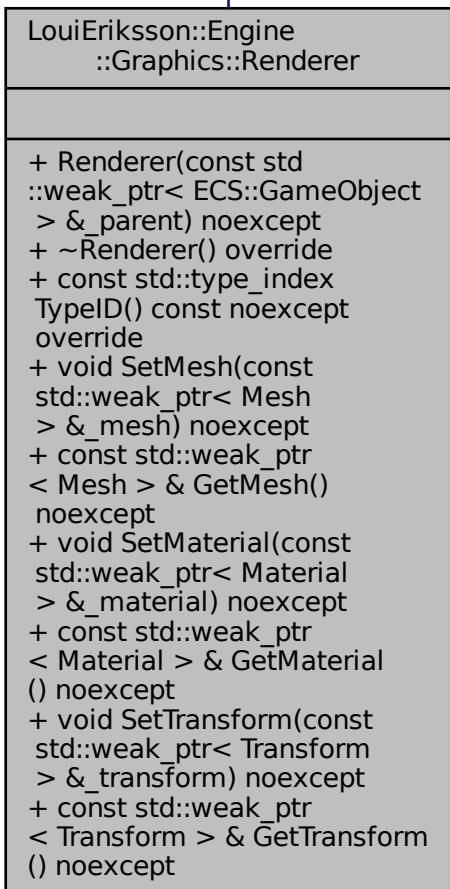 LouiEriksson::Engine
::Graphics::Renderer
+ Renderer(const std
::weak_ptr< ECS::GameObject
> &_parent) noexcept
+ ~Renderer() override
+ const std::type_index
TypeID() const noexcept
override
+ void SetMesh(const
std::weak_ptr< Mesh
> &_mesh) noexcept
+ const std::weak_ptr
< Mesh > & GetMesh()
noexcept
+ void SetMaterial(const
std::weak_ptr< Material
> &_material) noexcept
+ const std::weak_ptr
< Material > & GetMaterial
() noexcept
+ void SetTransform(const
std::weak_ptr< Transform
> &_transform) noexcept
+ const std::weak_ptr
< Transform > & GetTransform
() noexcept